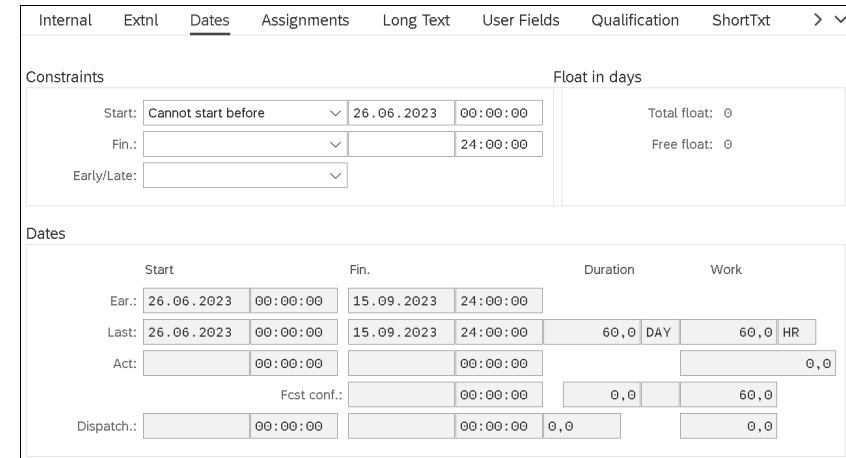 Internal Extnl Dates Assignments Long Text User Fields Qualification ShortTxt
Constraints Float in days
Start: Cannot start before 26.06.2023 00:00:00 Total float: 0
Fin.: 24:00:00 Free float: 0
Early/Late:
Dates
Start Fin. Duration Work
Ear.: 26.06.2023 00:00:00 15.09.2023 24:00:00
Last: 26.06.2023 00:00:00 15.09.2023 24:00:00 60,0 DAY 60,0 HR
Act: 00:00:00 00:00:00 0,0
Fcst conf.: 00:00:00 0,0 60,0
Dispatch.: 00:00:00 00:00:00 0,0 0,0